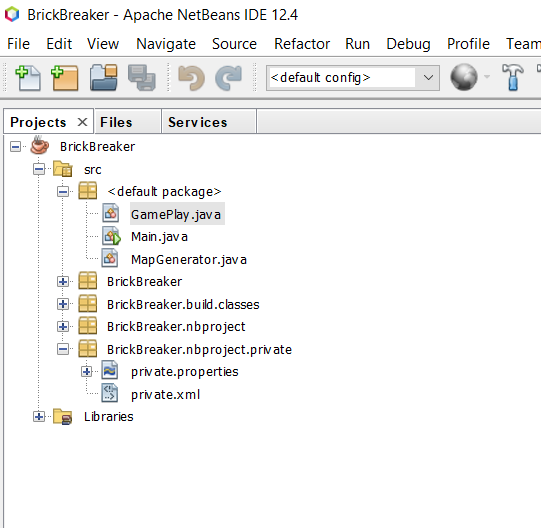 BrickBreaker - Apache NetBeans IDE 12.4
File Edit View Navigate Source Refactor Run Debug Profile Team
<default config>
Projects Files Services
BrickBreaker
src
<default package>
GamePlay.java
Main.java
MapGenerator.java
BrickBreaker
BrickBreaker.build.classes
BrickBreaker.nbproject
BrickBreaker.nbproject.private
private.properties
private.xml
Libraries